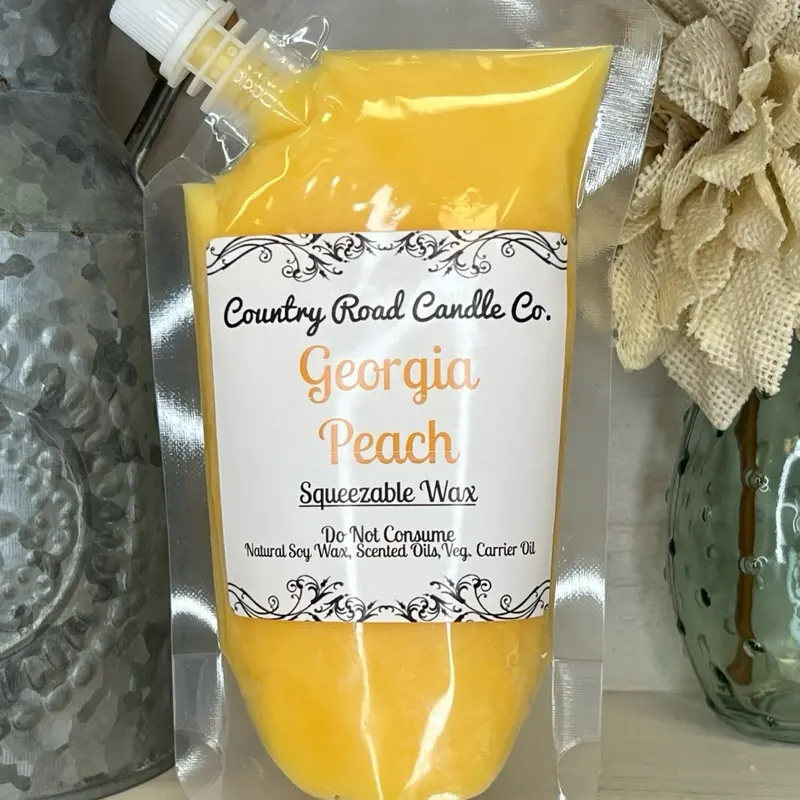 Country Road Candle Co.
Georgia
Peach
Squeezable Wax
Do Not Consume
Natural Soy Wax, Scented Oils,Veg. Carrier Oil